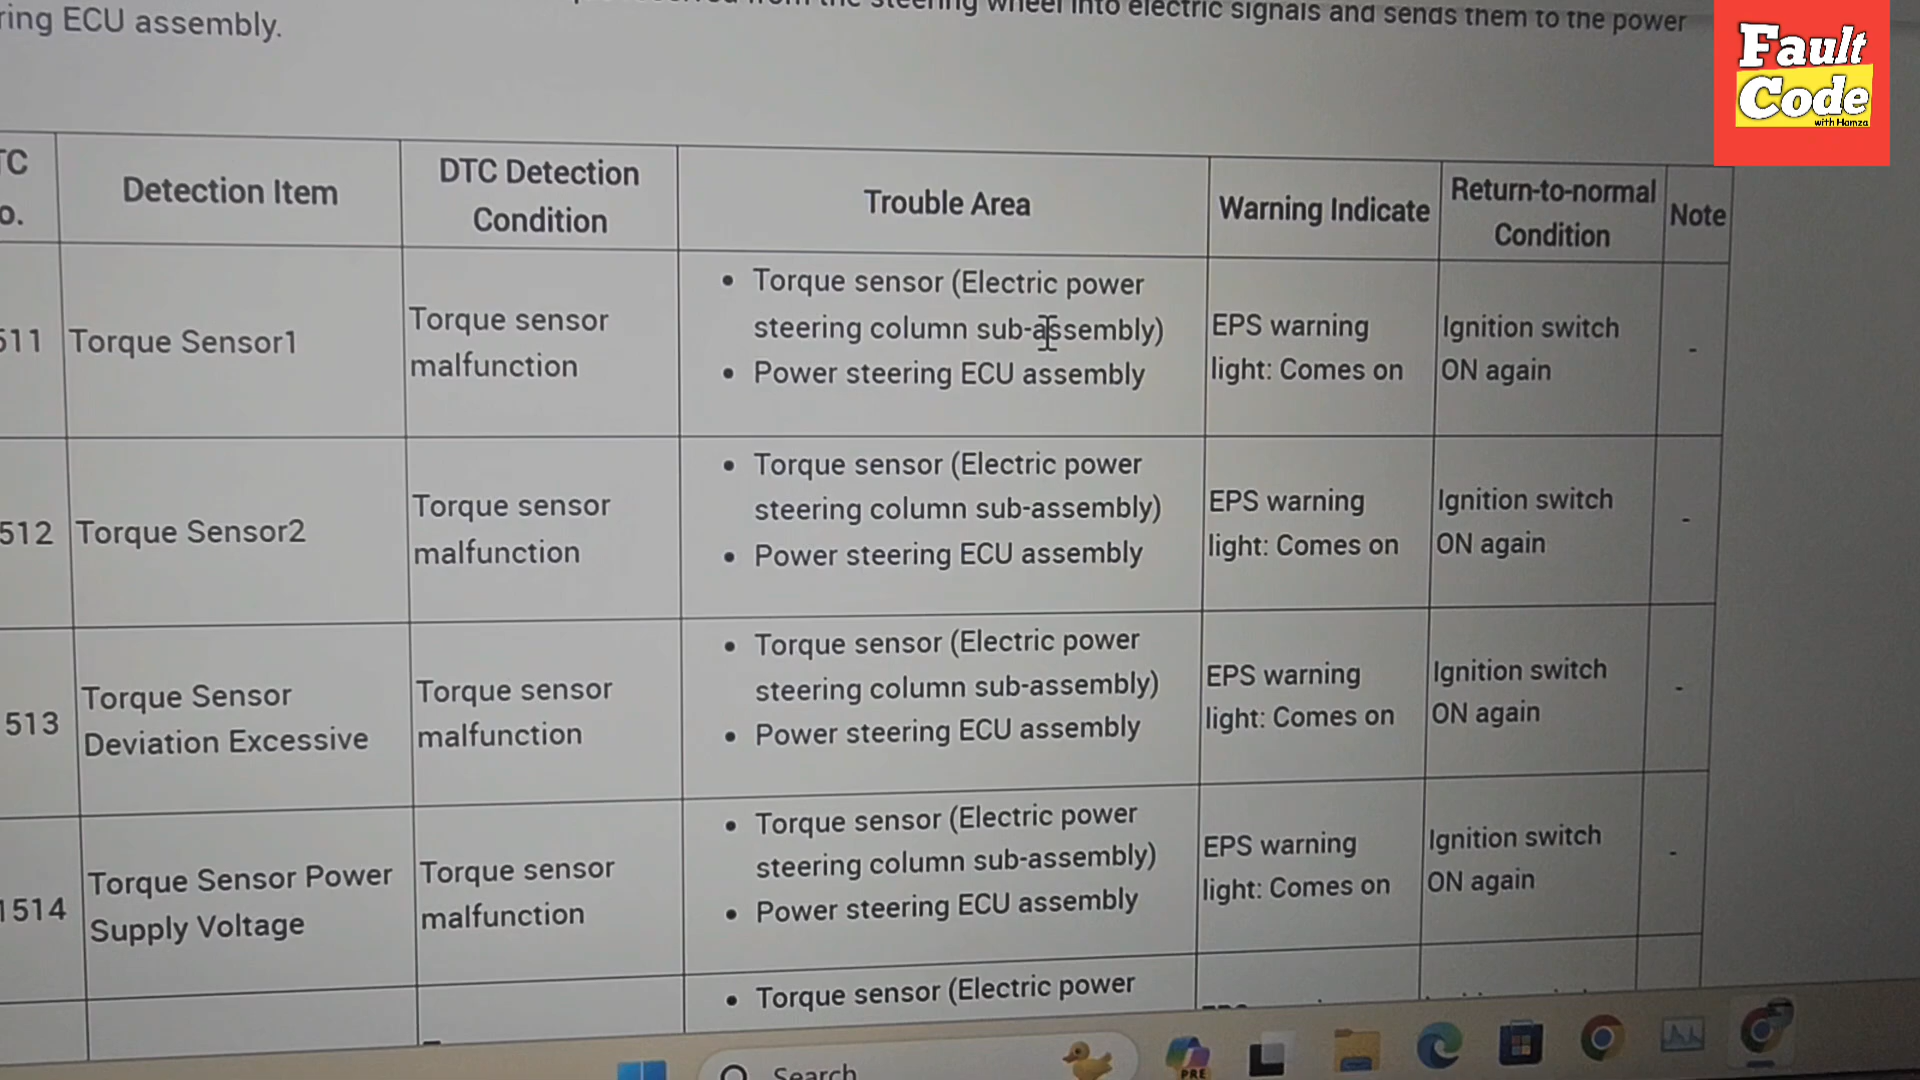 steering wheel into electric signals and sends them to the power
ring ECU assembly.
Fault
Code
with Hamza
TC
o.
Detection Item
DTC Detection
Condition
Trouble Area
Warning Indicate
Return-to-normal
Condition
Note
511
Torque Sensor1
Torque sensor
malfunction
• Torque sensor (Electric power
steering column sub-assembly)
• Power steering ECU assembly
EPS warning
light: Comes on
Ignition switch
ON again
-
512
Torque Sensor2
Torque sensor
malfunction
• Torque sensor (Electric power
steering column sub-assembly)
• Power steering ECU assembly
EPS warning
light: Comes on
Ignition switch
ON again
-
513
Torque Sensor
Deviation Excessive
Torque sensor
malfunction
• Torque sensor (Electric power
steering column sub-assembly)
• Power steering ECU assembly
EPS warning
light: Comes on
Ignition switch
ON again
-
1514
Torque Sensor Power
Supply Voltage
Torque sensor
malfunction
• Torque sensor (Electric power
steering column sub-assembly)
• Power steering ECU assembly
EPS warning
light: Comes on
Ignition switch
ON again
-
• Torque sensor (Electric power
Search
PRE